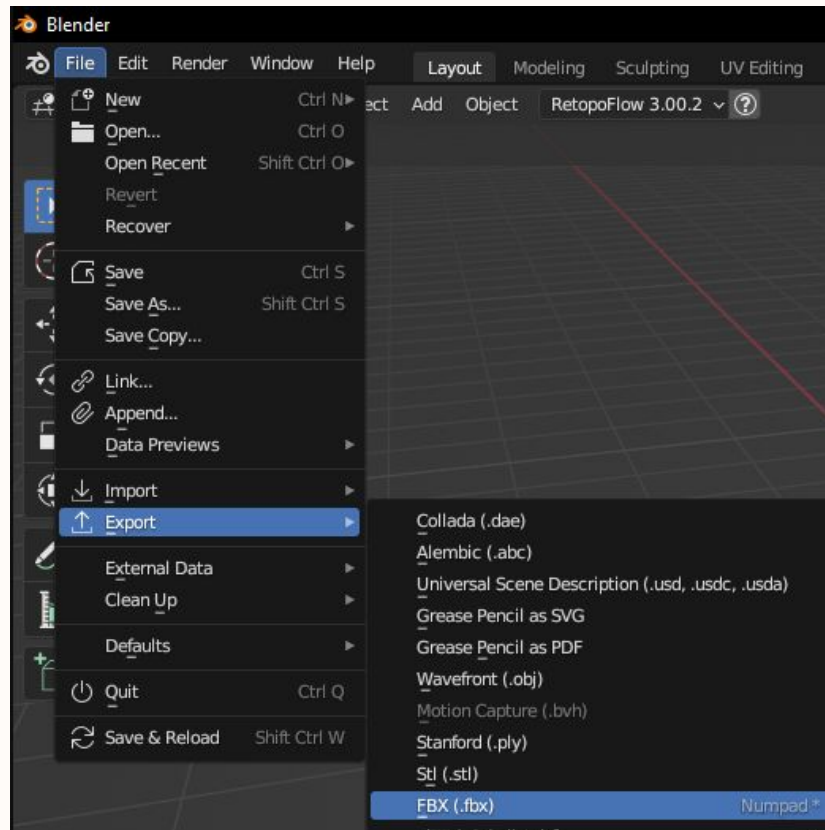 Blender
File Edit Render Window Help Layout Modeling Sculpting UV Editing
ect Add Object RetopoFlow 3.00.2 ?
New Ctrl N
Open... Ctrl O
Open Recent Shift Ctrl O
Revert
Recover
Save Ctrl S
Save As... Shift Ctrl S
Save Copy...
Link...
Append...
Data Previews
Import
Export
Collada (.dae)
Alembic (.abc)
External Data
Universal Scene Description (.usd, .usdc, .usda)
Clean Up
Grease Pencil as SVG
Defaults
Grease Pencil as PDF
Wavefront (.obj)
Quit Ctrl Q
Motion Capture (.bvh)
Save & Reload Shift Ctrl W
Stanford (.ply)
Stl (.stl)
FBX (.fbx) Numpad *